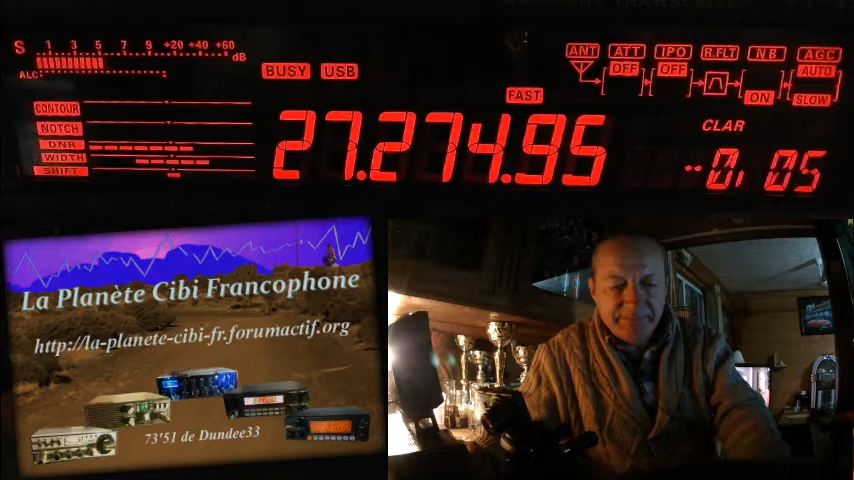 S 1 3 5 7 9 +20 +40 +60 dB
ALC:
BUSY USB
ANT ATT IPO R.FLT NB AGC
OFF OFF AUTO
ON SLOW
FAST
CONTOUR
NOTCH
DNR
WIDTH
SHIFT
27.274.95
CLAR
-0.05
La Planète Cibi Francophone
http://la-planete-cibi-fr.forumactif.org
73'51 de Dundee33